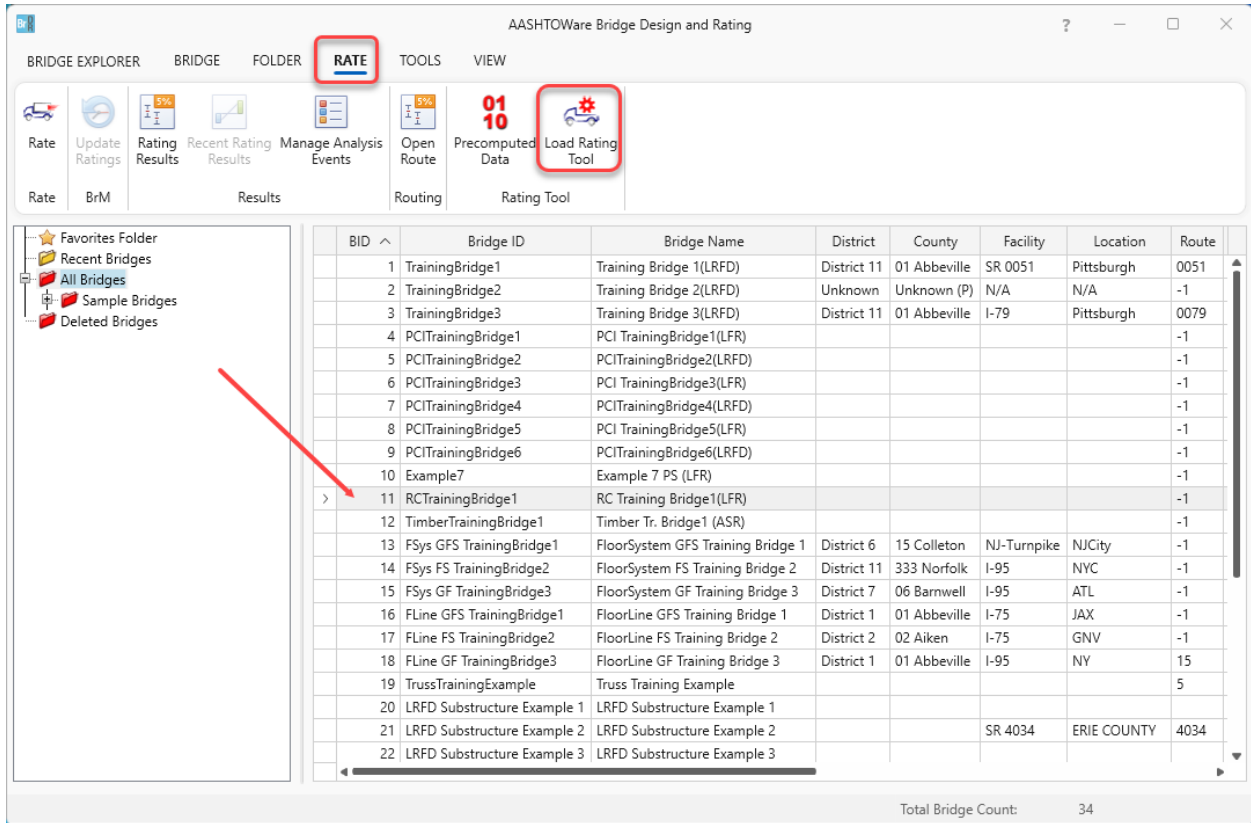 Br R
AASHTOWare Bridge Design and Rating ?
BRIDGE EXPLORER BRIDGE FOLDER RATE TOOLS VIEW
Rate
Update Ratings
5%
Rating Results
Recent Rating Results
Manage Analysis Events
5%
Open Route
01 10
Precomputed Data
Load Rating Tool
Rate BrM Results Routing Rating Tool
Favorites Folder
Recent Bridges
All Bridges
Sample Bridges
Deleted Bridges
BID Bridge ID Bridge Name District County Facility Location Route
1 TrainingBridge1 Training Bridge 1(LRFD) District 11 01 Abbeville SR 0051 Pittsburgh 0051
2 TrainingBridge2 Training Bridge 2(LRFD) Unknown Unknown (P) N/A N/A -1
3 TrainingBridge3 Training Bridge 3(LRFD) District 11 01 Abbeville I-79 Pittsburgh 0079
4 PCITrainingBridge1 PCI TrainingBridge1(LFR) -1
5 PCITrainingBridge2 PCITrainingBridge2(LRFD) -1
6 PCITrainingBridge3 PCI TrainingBridge3(LFR) -1
7 PCITrainingBridge4 PCITrainingBridge4(LRFD) -1
8 PCITrainingBridge5 PCI TrainingBridge5(LFR) -1
9 PCITrainingBridge6 PCITrainingBridge6(LRFD) -1
10 Example7 Example 7 PS (LFR) -1
11 RCTrainingBridge1 RC Training Bridge1(LFR) -1
12 TimberTrainingBridge1 Timber Tr. Bridge1 (ASR) -1
13 FSys GFS TrainingBridge1 FloorSystem GFS Training Bridge 1 District 6 15 Colleton NJ-Turnpike NJCity -1
14 FSys FS TrainingBridge2 FloorSystem FS Training Bridge 2 District 11 333 Norfolk I-95 NYC -1
15 FSys GF TrainingBridge3 FloorSystem GF Training Bridge 3 District 7 06 Barnwell I-95 ATL -1
16 FLine GFS TrainingBridge1 FloorLine GFS Training Bridge 1 District 1 01 Abbeville I-75 JAX -1
17 FLine FS TrainingBridge2 FloorLine FS Training Bridge 2 District 2 02 Aiken I-75 GNV -1
18 FLine GF TrainingBridge3 FloorLine GF Training Bridge 3 District 1 01 Abbeville I-95 NY 15
19 TrussTrainingExample Truss Training Example 5
20 LRFD Substructure Example 1 LRFD Substructure Example 1
21 LRFD Substructure Example 2 LRFD Substructure Example 2 SR 4034 ERIE COUNTY 4034
22 LRFD Substructure Example 3 LRFD Substructure Example 3
Total Bridge Count: 34